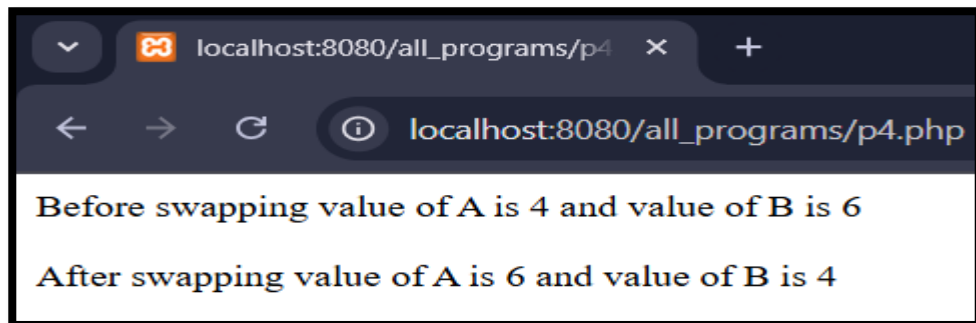 localhost:8080/all_programs/p4
localhost:8080/all_programs/p4.php
Before swapping value of A is 4 and value of B is 6
After swapping value of A is 6 and value of B is 4